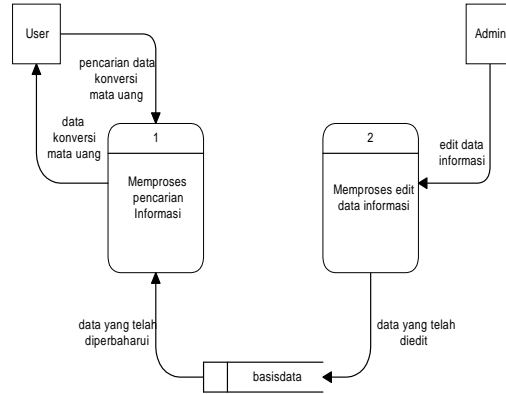 User
Admin
pencarian data
konversi
mata uang
data
konversi
mata uang
1
2
edit data
informasi
Memproses
pencarian
Informasi
Memproses edit
data informasi
data yang telah
diperbaharui
data yang telah
diedit
basisdata